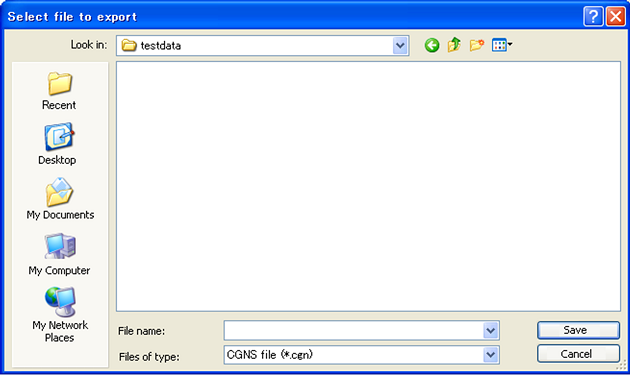 Select file to export
Look in:
testdata
Recent
Desktop
My Documents
My Computer
My Network
Places
File name:
Save
Files of type:
CGNS file (*.cgn)
Cancel